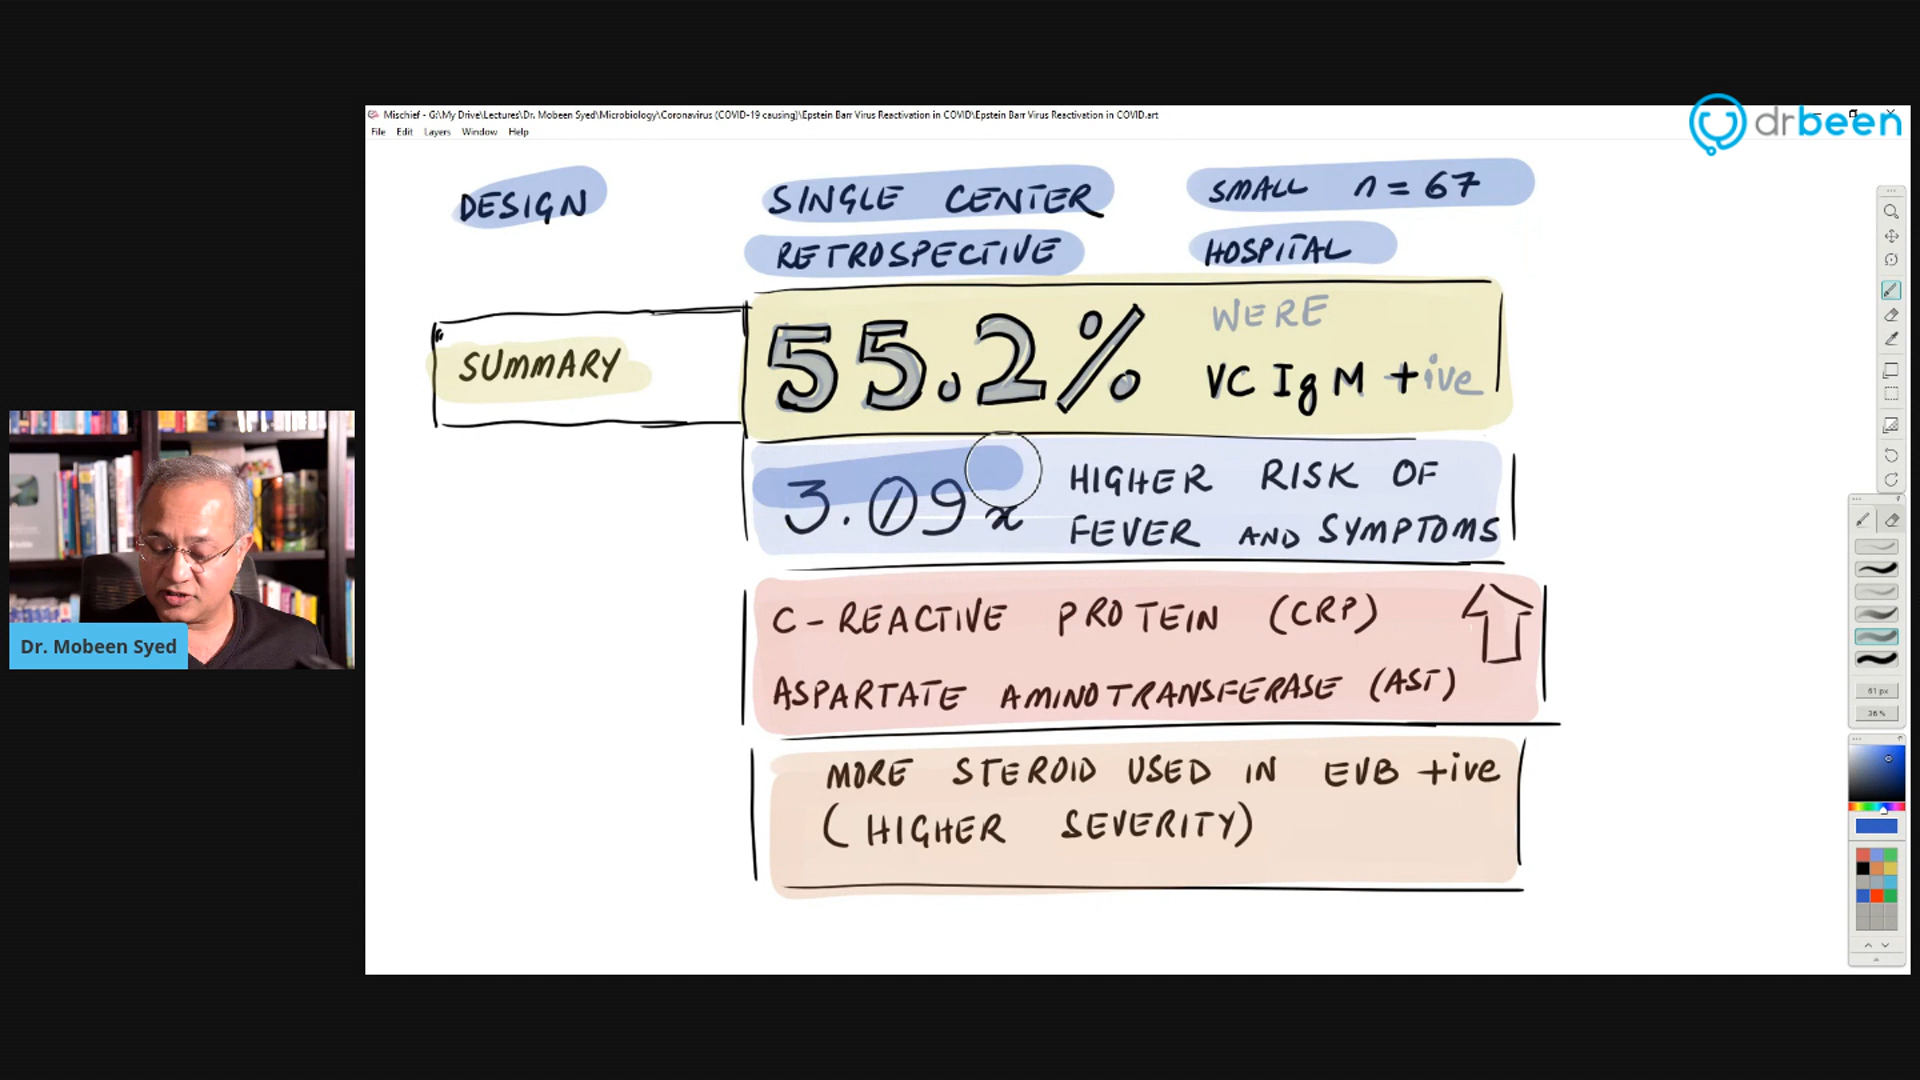 Mischief - G:\My Drive\Lectures\Dr. Mobeen Syed\Microbiology\Coronavirus (COVID-19 causing)\Epstein Barr Virus Reactivation in COVID\Epstein Barr Virus Reactivation in COVID.art
File Edit Layers Window Help
drbeen
DESIGN
SINGLE CENTER
SMALL n = 67
RETROSPECTIVE
HOSPITAL
SUMMARY
55.2%
WERE
VC IgM +ive
3.09x
HIGHER RISK OF
FEVER AND SYMPTOMS
C-REACTIVE PROTEIN (CRP)
ASPARTATE AMINOTRANSFERASE (AST)
MORE STEROID USED IN EVB +ive
(HIGHER SEVERITY)
Dr. Mobeen Syed
61 px
36%